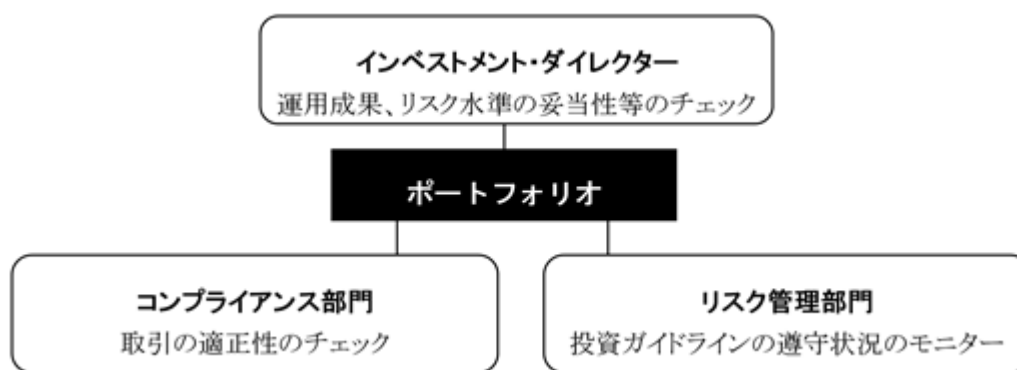 インベストメント・ダイレクター
運用成果、リスク水準の妥当性等のチェック
ポートフォリオ
コンプライアンス部門
取引の適正性のチェック
リスク管理部門
投資ガイドラインの遵守状況のモニター